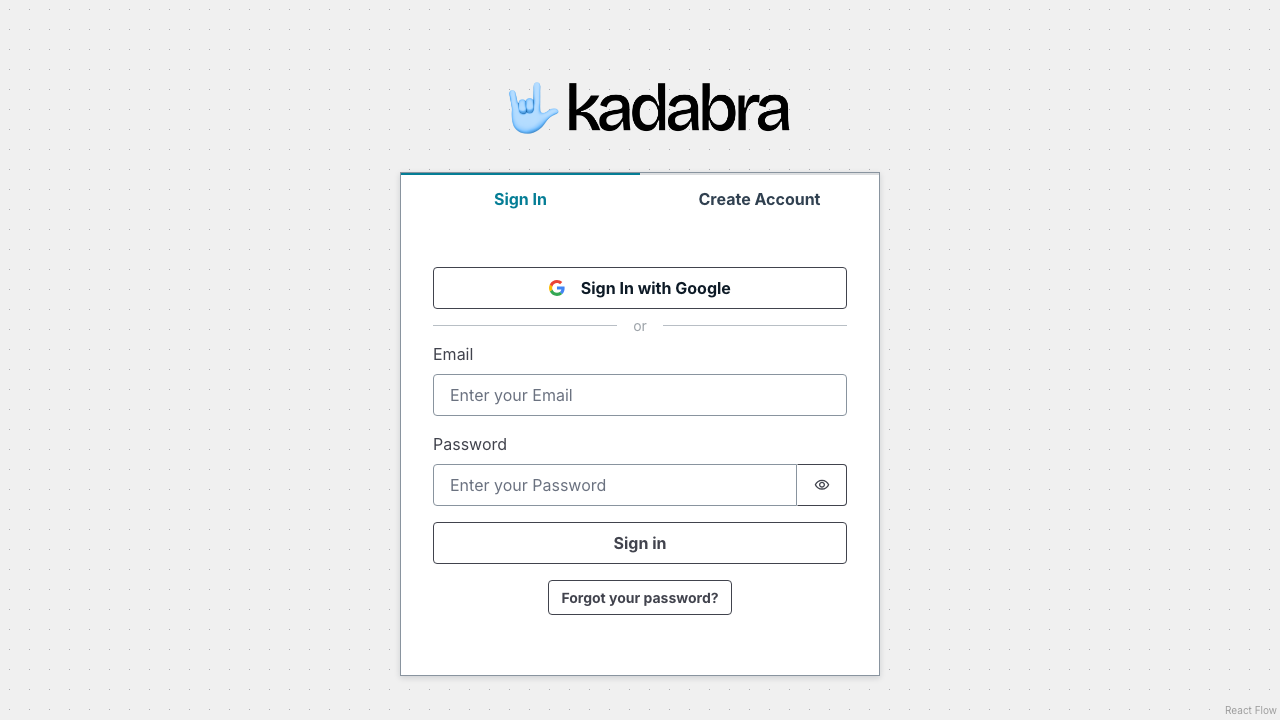 kadabra
Sign In
Create Account
Sign In with Google
or
Email
Enter your Email
Password
Enter your Password
Sign in
Forgot your password?
React Flow